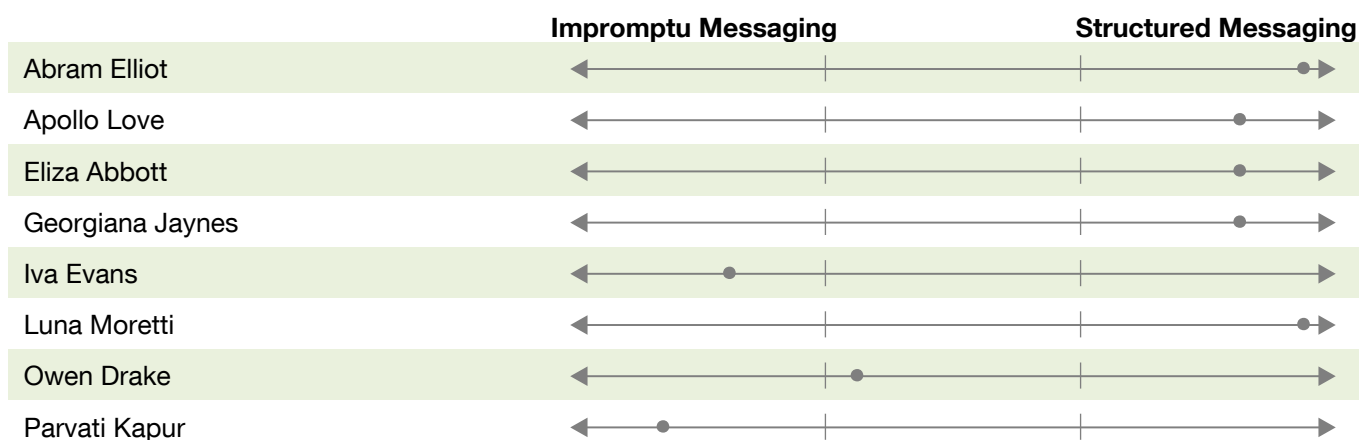 Impromptu Messaging Structured Messaging
Abram Elliot
Apollo Love
Eliza Abbott
Georgiana Jaynes
Iva Evans
Luna Moretti
Owen Drake
Parvati Kapur